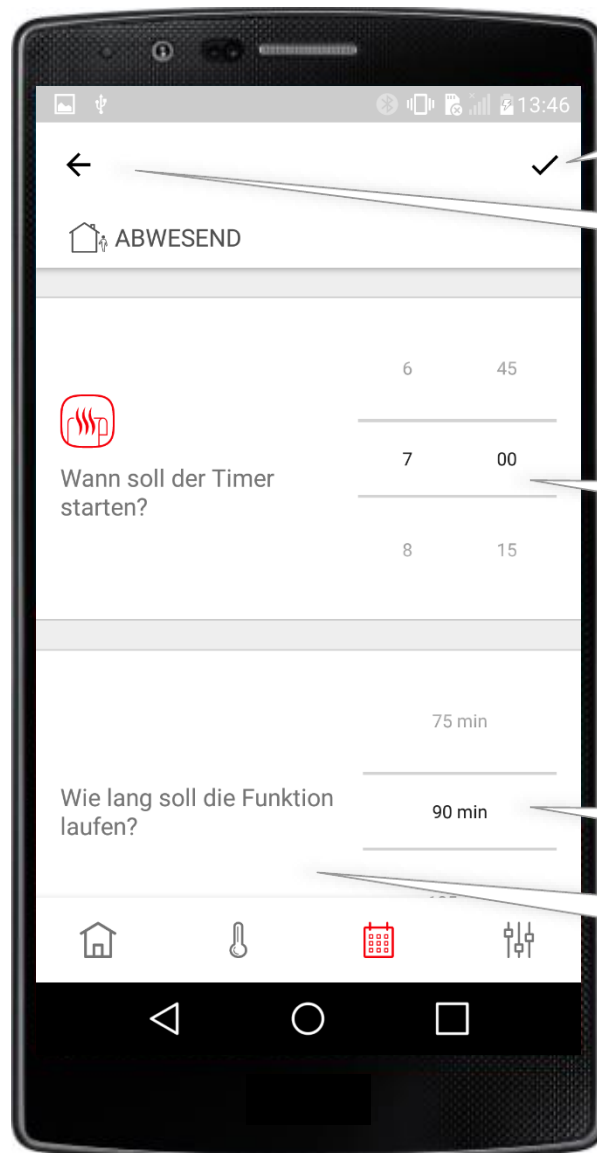 13:46
ABWESEND
6 45
Wann soll der Timer
starten?
7 00
8 15
75 min
Wie lang soll die Funktion
laufen?
90 min